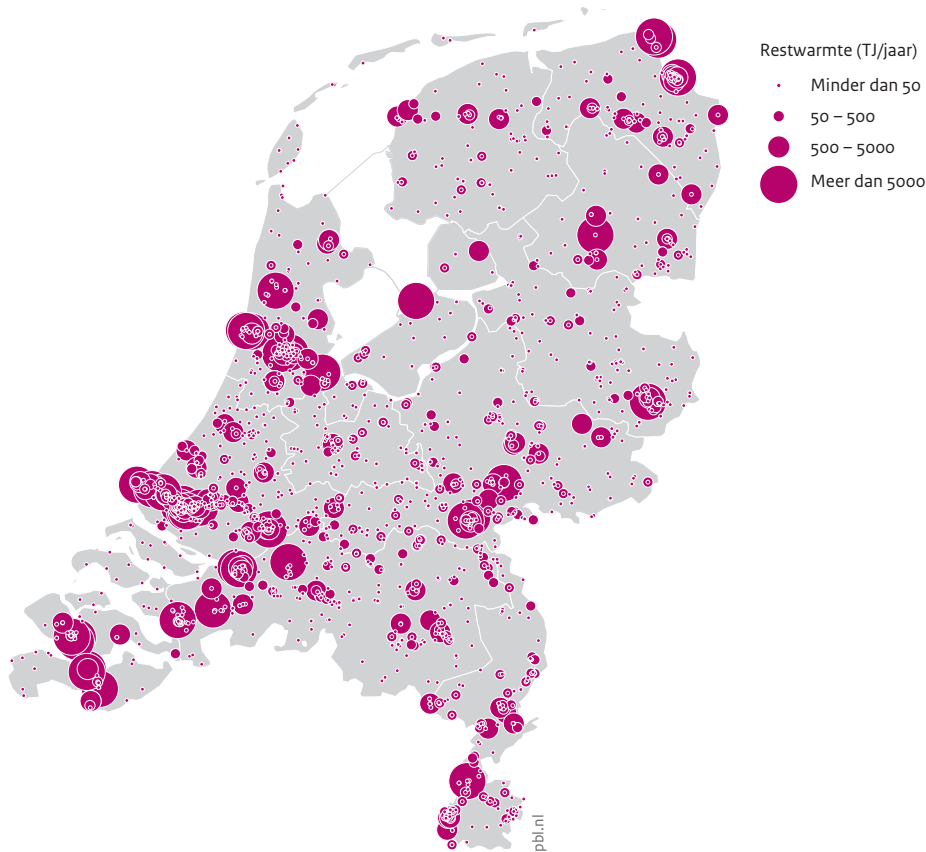 Restwarmte (TJ/jaar)
Minder dan 50
50 – 500
500 – 5000
Meer dan 5000
pbl.nl